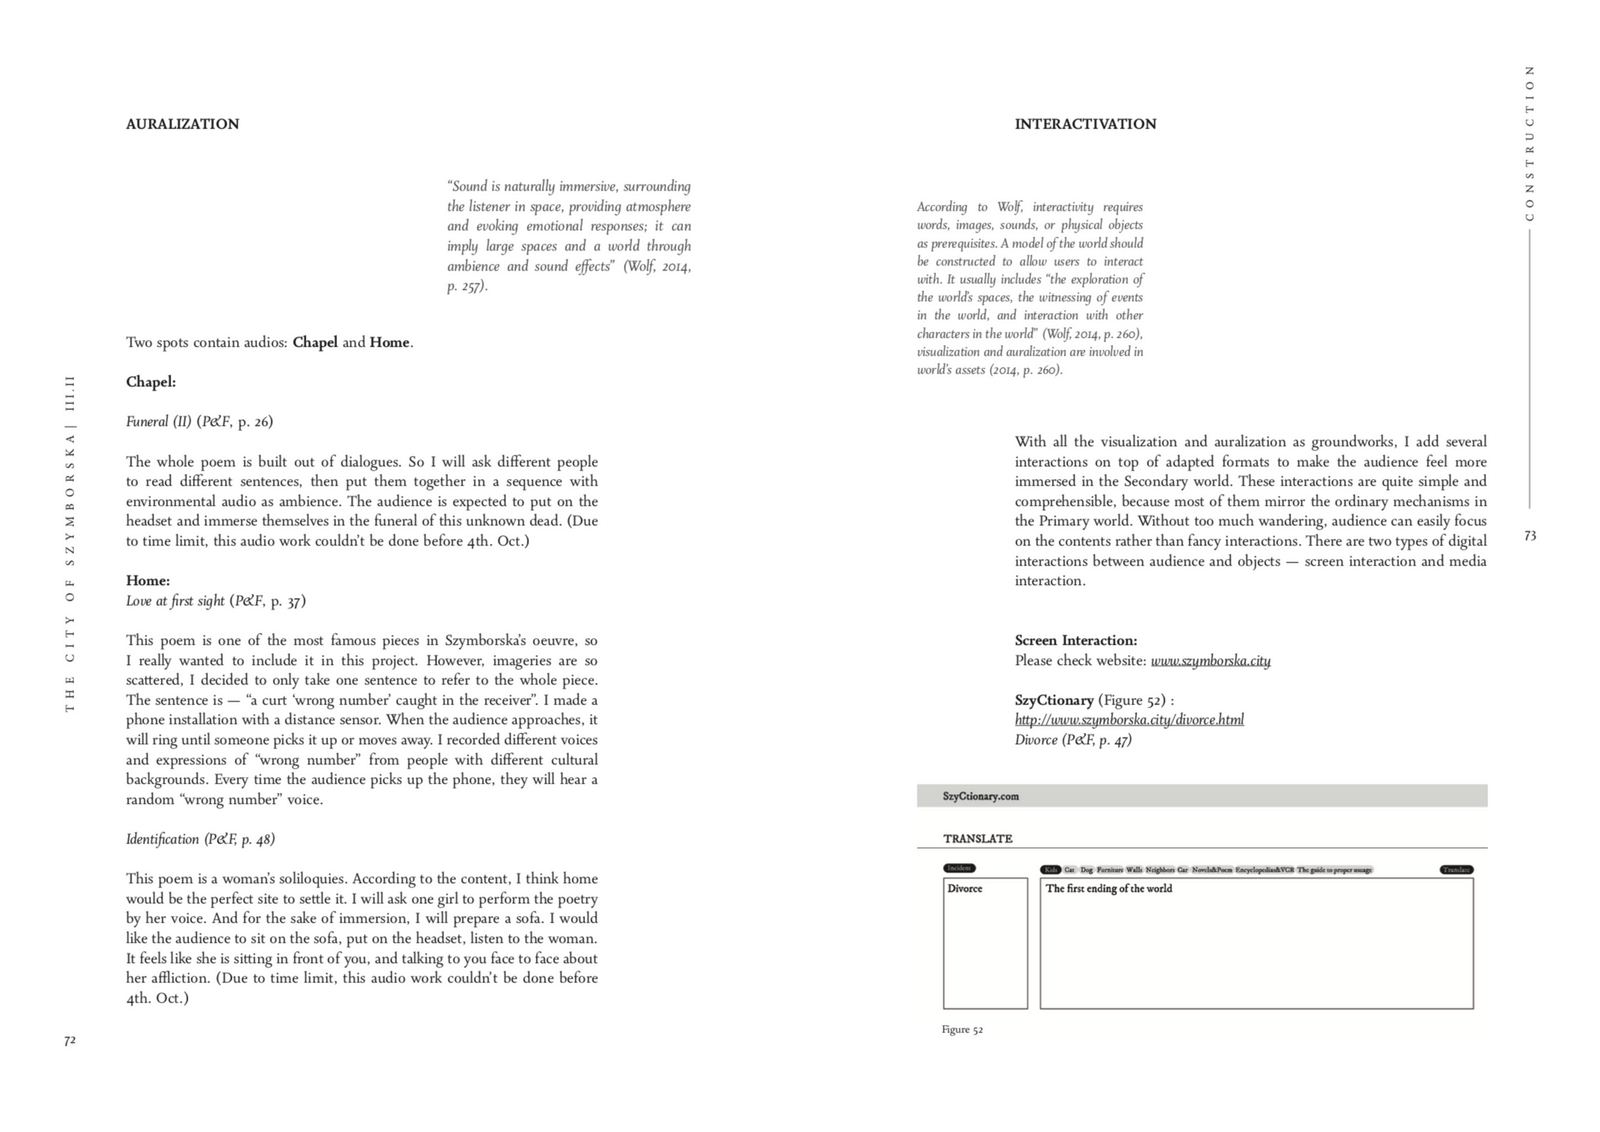 AURALIZATION
“Sound is naturally immersive, surrounding
the listener in space, providing atmosphere
and evoking emotional responses; it can
imply large spaces and a world through
ambience and sound effects” (Wolf, 2014,
p. 257).
Two spots contain audios: Chapel and Home.
Chapel:
Funeral (II) (P&F, p. 26)
The whole poem is built out of dialogues. So I will ask different people
to read different sentences, then put them together in a sequence with
environmental audio as ambience. The audience is expected to put on the
headset and immerse themselves in the funeral of this unknown dead. (Due
to time limit, this audio work couldn’t be done before 4th. Oct.)
Home:
Love at first sight (P&F, p. 37)
This poem is one of the most famous pieces in Szymborska’s oeuvre, so
I really wanted to include it in this project. However, imageries are so
scattered, I decided to only take one sentence to refer to the whole piece.
The sentence is — “a curt ‘wrong number’ caught in the receiver”. I made a
phone installation with a distance sensor. When the audience approaches, it
will ring until someone picks it up or moves away. I recorded different voices
and expressions of “wrong number” from people with different cultural
backgrounds. Every time the audience picks up the phone, they will hear a
random “wrong number” voice.
Identification (P&F, p. 48)
This poem is a woman’s soliloquies. According to the content, I think home
would be the perfect site to settle it. I will ask one girl to perform the poetry
by her voice. And for the sake of immersion, I will prepare a sofa. I would
like the audience to sit on the sofa, put on the headset, listen to the woman.
It feels like she is sitting in front of you, and talking to you face to face about
her affliction. (Due to time limit, this audio work couldn’t be done before
4th. Oct.)
THE CITY OF SZYMBORSKA| III.II
72
INTERACTIVATION
According to Wolf, interactivity requires
words, images, sounds, or physical objects
as prerequisites. A model of the world should
be constructed to allow users to interact
with. It usually includes “the exploration of
the world’s spaces, the witnessing of events
in the world, and interaction with other
characters in the world” (Wolf, 2014, p. 260),
visualization and auralization are involved in
world’s assets (2014, p. 260).
With all the visualization and auralization as groundworks, I add several
interactions on top of adapted formats to make the audience feel more
immersed in the Secondary world. These interactions are quite simple and
comprehensible, because most of them mirror the ordinary mechanisms in
the Primary world. Without too much wandering, audience can easily focus
on the contents rather than fancy interactions. There are two types of digital
interactions between audience and objects — screen interaction and media
interaction.
Screen Interaction:
Please check website: www.szymborska.city
SzyCtionary (Figure 52) :
http://www.szymborska.city/divorce.html
Divorce (P&F, p. 47)
SzyCtionary.com
TRANSLATE
Incident
Kids Cat Dog Furniture Walls Neighbors Car Novels&Poem Encyclopedias&VCR The guide to proper usuage Translate
Divorce
The first ending of the world
Figure 52
CONSTRUCTION
73